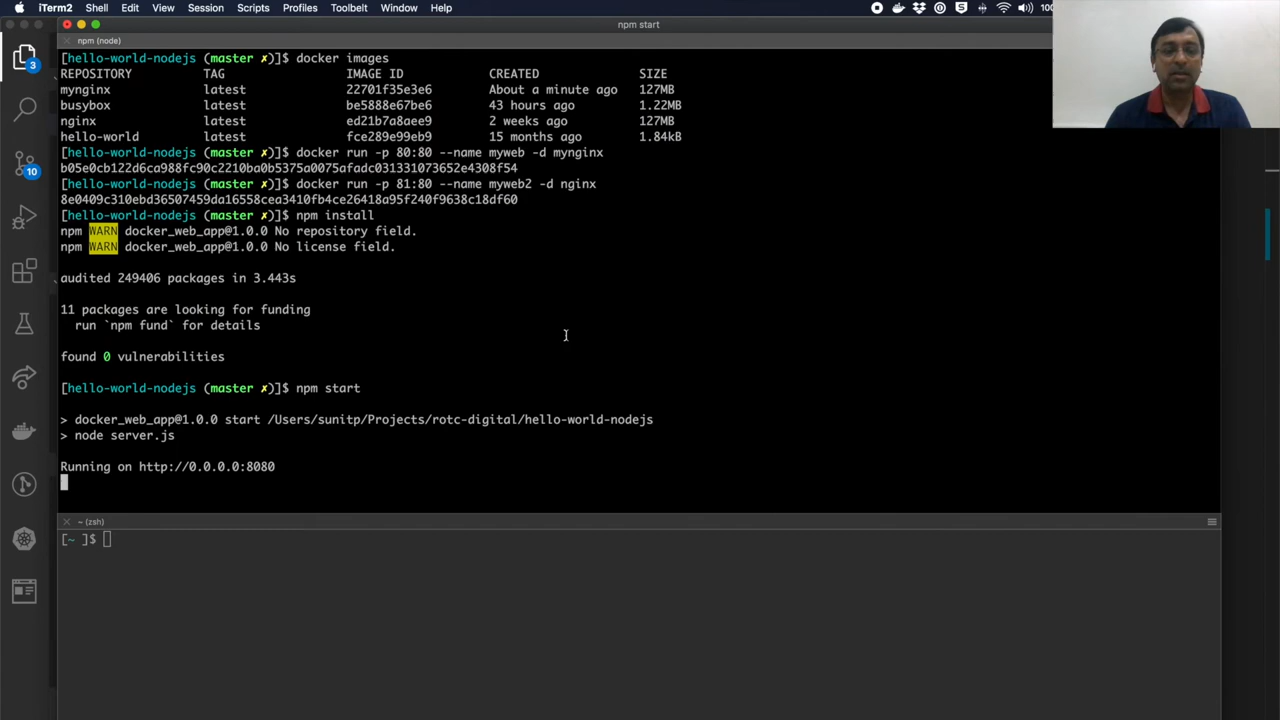 iTerm2 Shell Edit View Session Scripts Profiles Toolbelt Window Help
npm start
npm (node)
[hello-world-nodejs (master ✗)]$ docker images
REPOSITORY TAG IMAGE ID CREATED SIZE
mynginx latest 22701f35e3e6 About a minute ago 127MB
busybox latest be5888e67be6 43 hours ago 1.22MB
nginx latest ed21b7a8aee9 2 weeks ago 127MB
hello-world latest fce289e99eb9 15 months ago 1.84kB
[hello-world-nodejs (master ✗)]$ docker run -p 80:80 --name myweb -d mynginx
b05e0cb122d6ca988fc90c2210ba0b5375a0075afadc031331073652e4308f54
[hello-world-nodejs (master ✗)]$ docker run -p 81:80 --name myweb2 -d nginx
8e0409c310ebd36507459da16558cea3410fb4ce26418a95f240f9638c18df60
[hello-world-nodejs (master ✗)]$ npm install
npm WARN docker_web_app@1.0.0 No repository field.
npm WARN docker_web_app@1.0.0 No license field.
audited 249406 packages in 3.443s
11 packages are looking for funding
run `npm fund` for details
found 0 vulnerabilities
[hello-world-nodejs (master ✗)]$ npm start
> docker_web_app@1.0.0 start /Users/sunitp/Projects/rotc-digital/hello-world-nodejs
> node server.js
Running on http://0.0.0.0:8080
~ (zsh)
[~ ]$
3
10